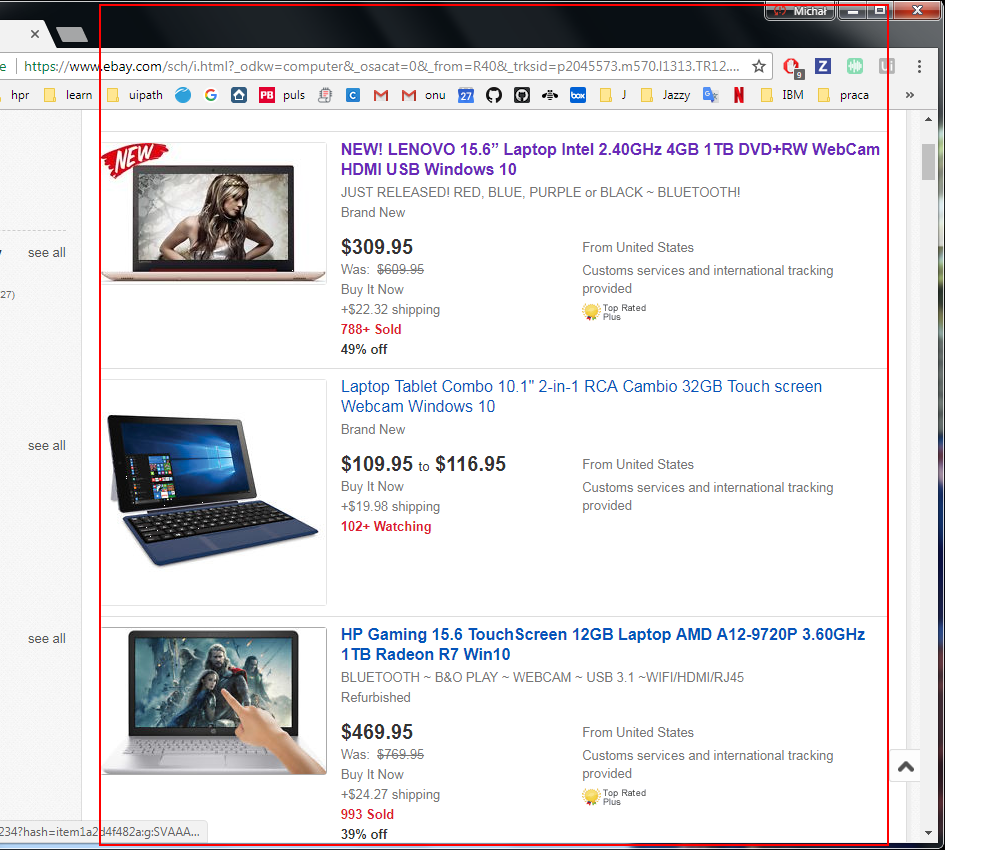 Michał
e https://www.ebay.com/sch/i.html?_odkw=computer&_osacat=0&_from=R40&_trksid=p2045573.m570.l1313.TR12....
9 Z
hpr learn uipath G PB puls C onu 27 box J Jazzy N IBM praca »
NEW
NEW! LENOVO 15.6” Laptop Intel 2.40GHz 4GB 1TB DVD+RW WebCam
HDMI USB Windows 10
JUST RELEASED! RED, BLUE, PURPLE or BLACK ~ BLUETOOTH!
Brand New
see all
27)
$309.95
Was: $609.95
Buy It Now
+$22.32 shipping
788+ Sold
49% off
From United States
Customs services and international tracking
provided
Top Rated
Plus
Laptop Tablet Combo 10.1" 2-in-1 RCA Cambio 32GB Touch screen
Webcam Windows 10
Brand New
see all
$109.95 to $116.95
Buy It Now
+$19.98 shipping
102+ Watching
From United States
Customs services and international tracking
provided
HP Gaming 15.6 TouchScreen 12GB Laptop AMD A12-9720P 3.60GHz
1TB Radeon R7 Win10
see all
BLUETOOTH ~ B&O PLAY ~ WEBCAM ~ USB 3.1 ~WIFI/HDMI/RJ45
Refurbished
$469.95
Was: $769.95
Buy It Now
+$24.27 shipping
993 Sold
39% off
From United States
Customs services and international tracking
provided
Top Rated
Plus
234?hash=item1a2d4f482a:g:SVAAA...